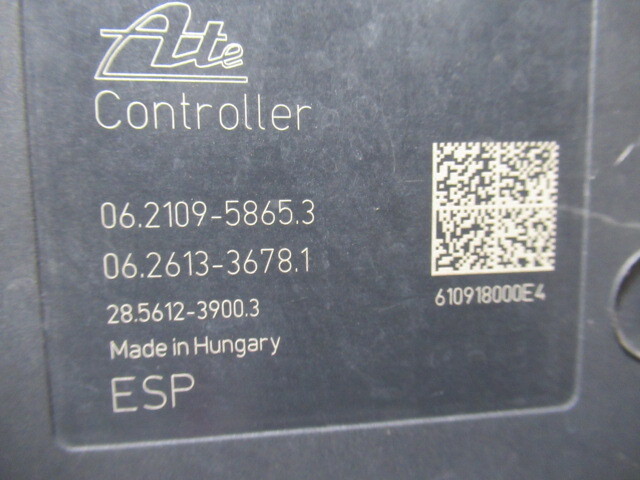 Ate
Controller
06.2109-5865.3
06.2613-3678.1
28.5612-3900.3
Made in Hungary
ESP
610918000E4